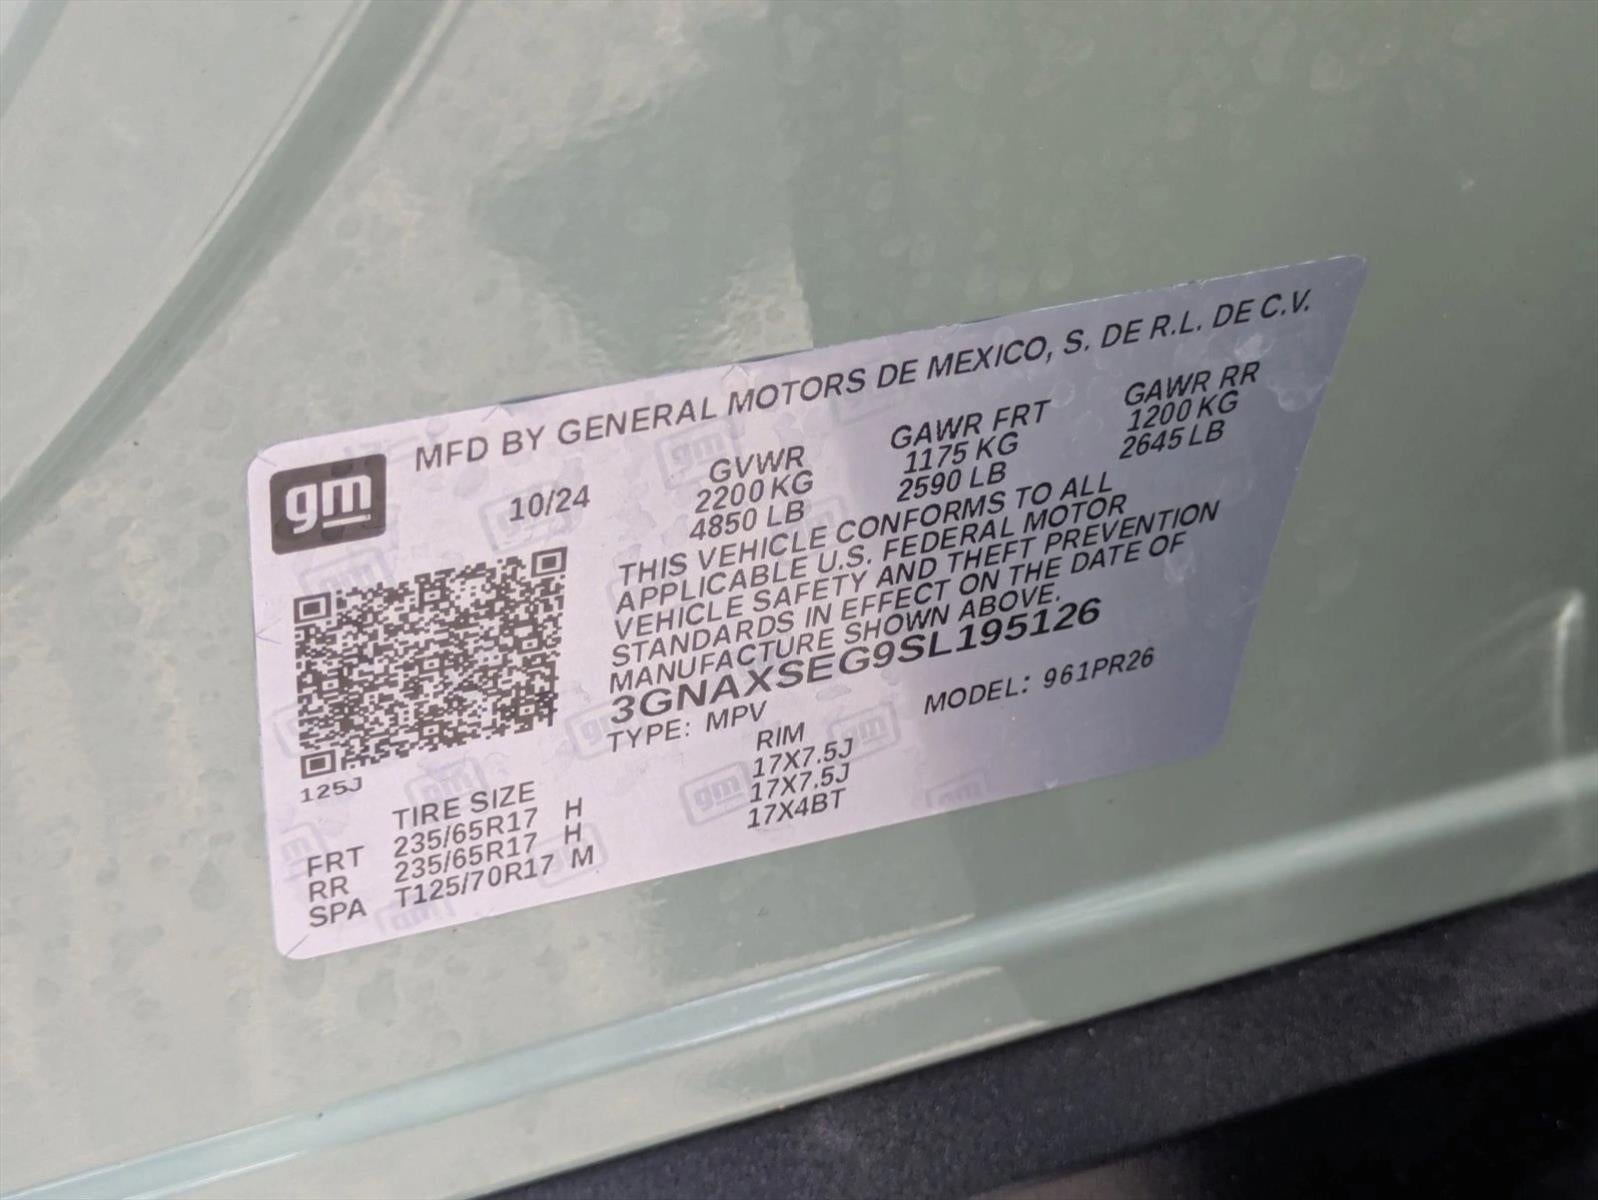 MFD BY GENERAL MOTORS DE MEXICO, S. DE R.L. DE C.V.
gm
10/24
GVWR
2200 KG
4850 LB
GAWR FRT
1175 KG
2590 LB
GAWR RR
1200 KG
2645 LB
THIS VEHICLE CONFORMS TO ALL
APPLICABLE U.S. FEDERAL MOTOR
VEHICLE SAFETY AND THEFT PREVENTION
STANDARDS IN EFFECT ON THE DATE OF
MANUFACTURE SHOWN ABOVE.
3GNAXSEG9SL195126
TYPE: MPV
MODEL: 961PR26
125J
TIRE SIZE
RIM
FRT 235/65R17 H 17X7.5J
RR 235/65R17 H 17X7.5J
SPA T125/70R17 M 17X4BT